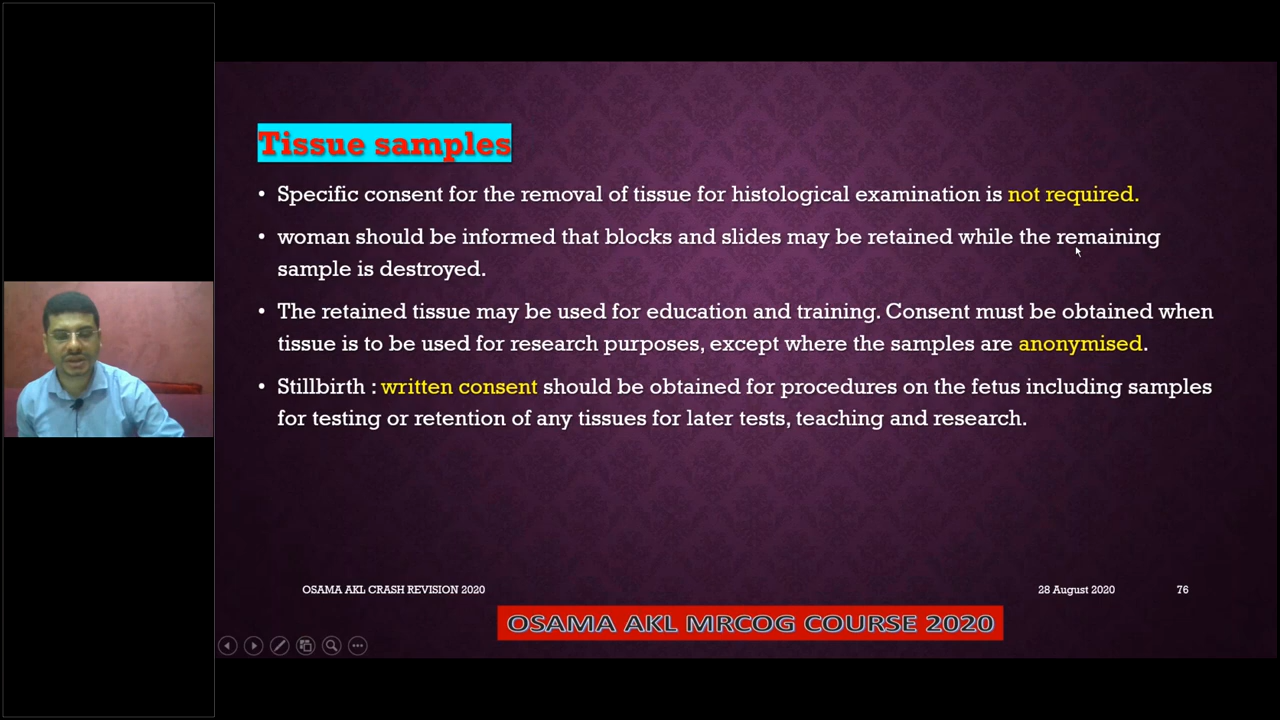 Tissue samples
• Specific consent for the removal of tissue for histological examination is not required.
• woman should be informed that blocks and slides may be retained while the remaining
sample is destroyed.
• The retained tissue may be used for education and training. Consent must be obtained when
tissue is to be used for research purposes, except where the samples are anonymised.
• Stillbirth : written consent should be obtained for procedures on the fetus including samples
for testing or retention of any tissues for later tests, teaching and research.
OSAMA AKL CRASH REVISION 2020
28 August 2020
76
OSAMA AKL MRCOG COURSE 2020